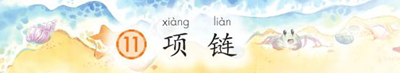 xiàng liàn
⑪ 项链